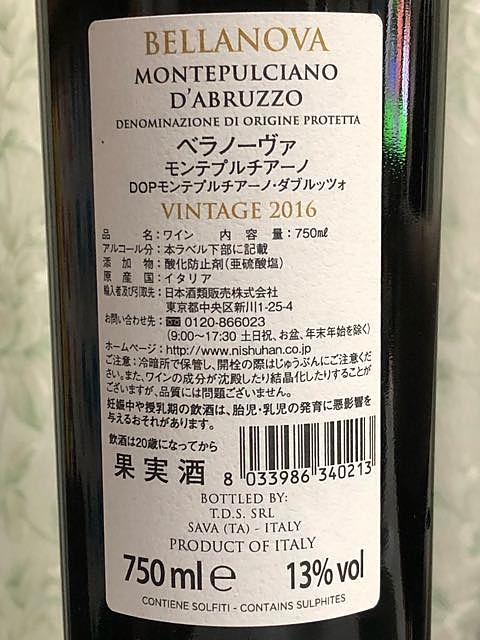 BELLANOVA
MONTEPULCIANO
D'ABRUZZO
DENOMINAZIONE DI ORIGINE PROTETTA
ベラノーヴァ
モンテプルチアーノ
DOPモンテプルチアーノ・ダブルッツォ
VINTAGE 2016
品名：ワイン 内容量：750㎖
アルコール分：本ラベル下部に記載
添加物：酸化防止剤（亜硫酸塩）
原産国：イタリア
輸入者及び引取先：日本酒類販売株式会社
東京都中央区新川1-25-4
お問い合わせ先：☎ 0120-866023
（9:00～17:30 土日祝、お盆、年末年始を除く）
ホームページ：http://www.nishuhan.co.jp
ご注意：冷暗所で保管し、開栓の際はじゅうぶんにご注意くだ
さい。また、ワインの成分が沈殿したり結晶化したりすることが
ございますが、品質には問題ございません。
妊娠中や授乳期の飲酒は、胎児・乳児の発育に悪影響を
与えるおそれがあります。
飲酒は20歳になってから
果実酒
8 033986 340213
BOTTLED BY:
T.D.S. SRL
SAVA (TA) - ITALY
PRODUCT OF ITALY
750 ml ℮ 13% vol
CONTIENE SOLFITI - CONTAINS SULPHITES